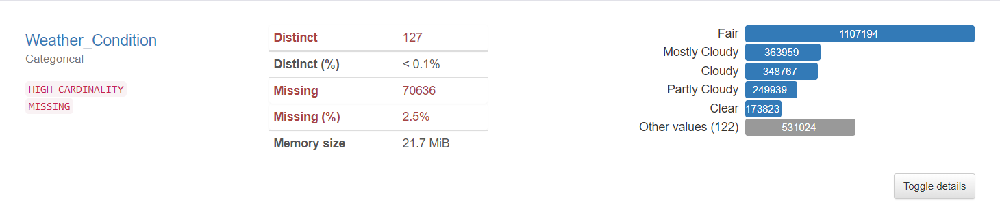 Weather_Condition
Categorical
HIGH CARDINALITY
MISSING
Distinct 127
Distinct (%) < 0.1%
Missing 70636
Missing (%) 2.5%
Memory size 21.7 MiB
Fair 1107194
Mostly Cloudy 363959
Cloudy 348767
Partly Cloudy 249939
Clear 173823
Other values (122) 531024
Toggle details